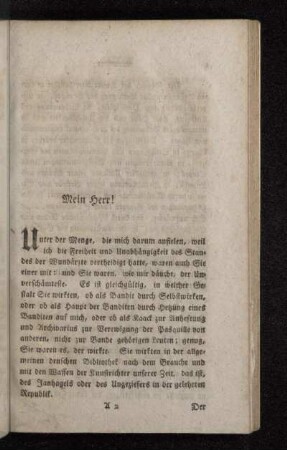 Mein Herr!
Unter der Menge, die mich darum anfielen, weil
ich die Freiheit und Unabhängigkeit des Stan-
des der Wundärzte vertheidigt hatte, waren auch Sie
einer mit: und Sie waren, wie mir däucht, der Un-
verschämteste. Es ist gleichgültig, in welcher Ge-
stalt Sie wirkten, ob als Bandit durch Selbstwirken,
oder ob als Haupt der Banditen durch Hetzung eines
Banditen auf mich, oder ob als Knack zur Anheftung
und Archivarius zur Verewigung der Pasquille von
andern, nicht zur Bande gehörigen Leuten; genug,
Sie waren es, der wirkte. Sie wirkten in der allge-
meinen deutschen Bibliothek nach dem Brauche und
mit den Waffen der Kunstrichter unserer Zeit, das ist,
des Janhagels oder des Ungeziefers in der gelehrten
Republik.
A 2 Der